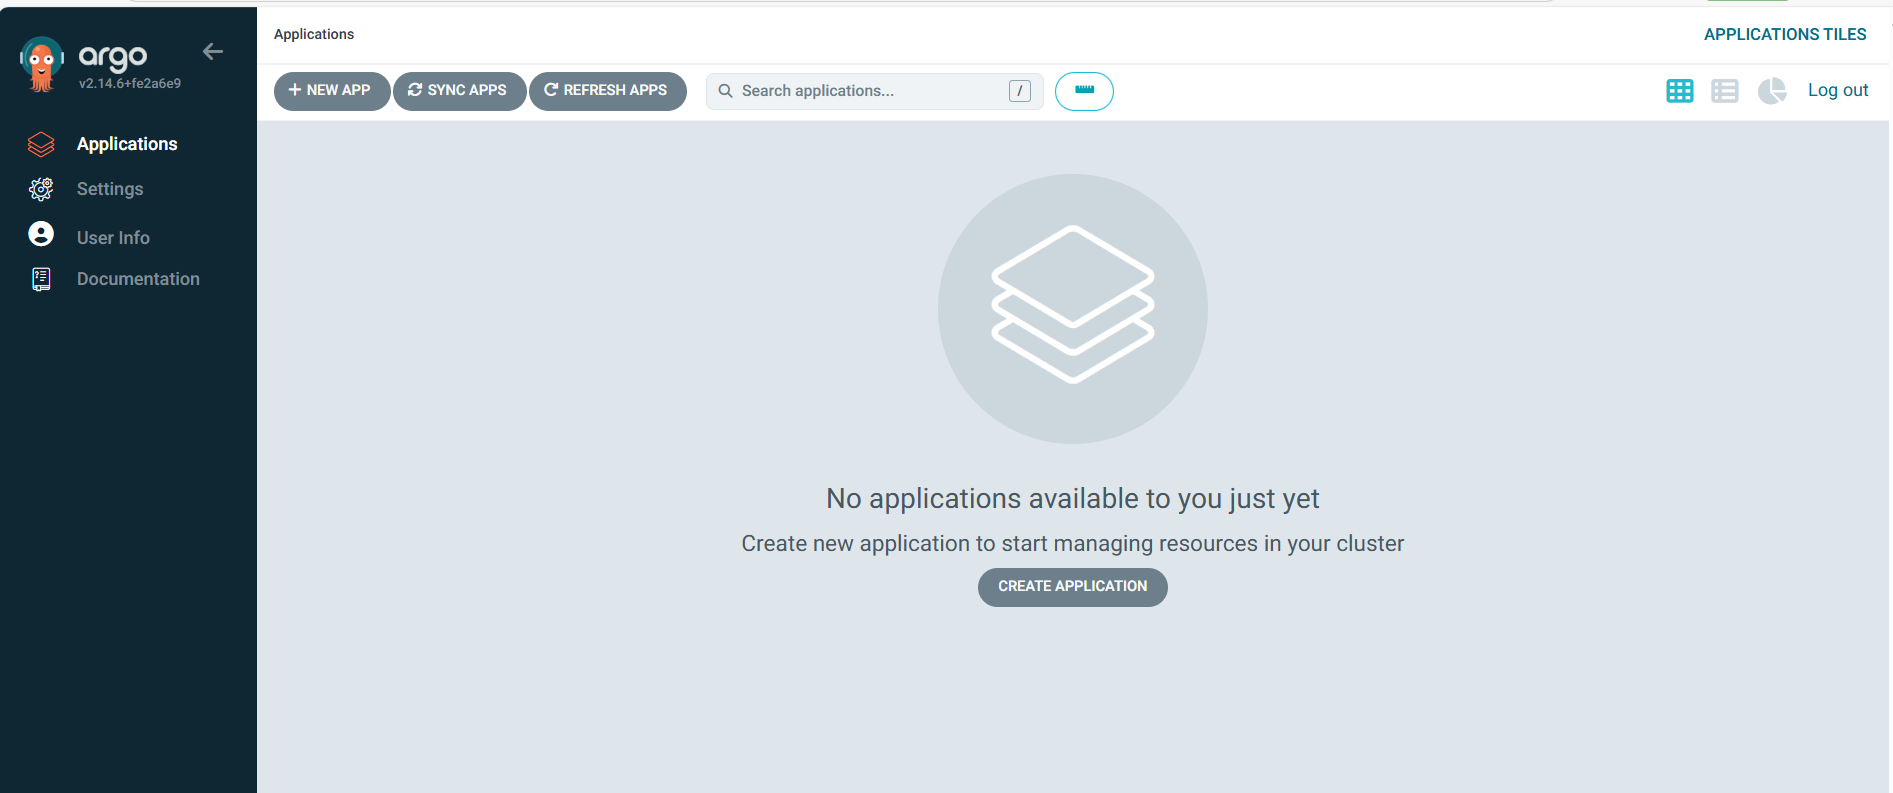 argo
v2.14.6+fe2a6e9
Applications
Settings
User Info
Documentation
Applications
APPLICATIONS TILES
NEW APP
SYNC APPS
REFRESH APPS
Search applications...
/
Log out
No applications available to you just yet
Create new application to start managing resources in your cluster
CREATE APPLICATION